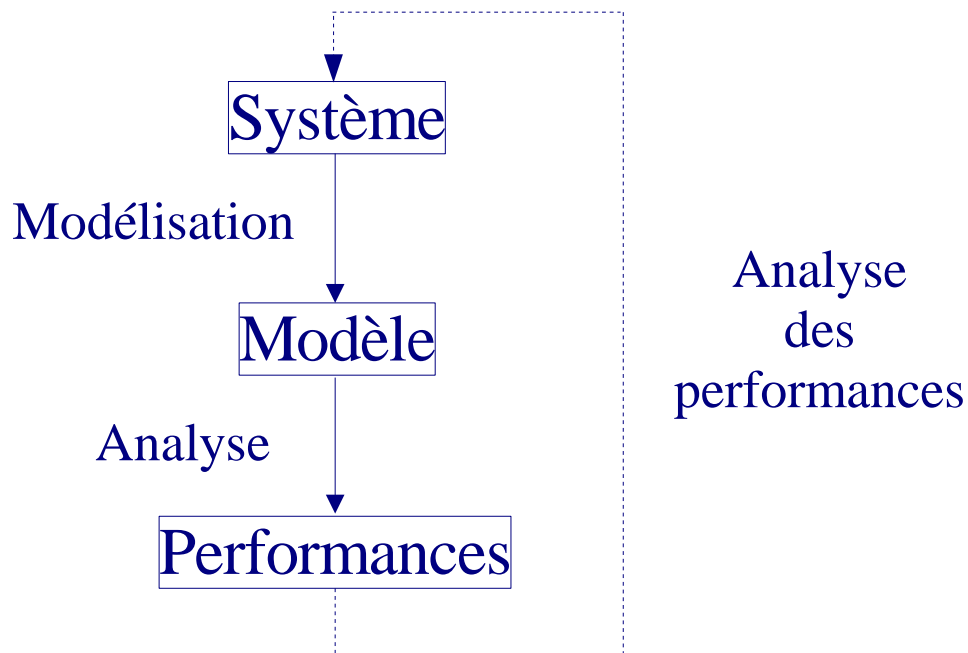 Système
Modélisation
Modèle
Analyse
Performances
Analyse
des
performances